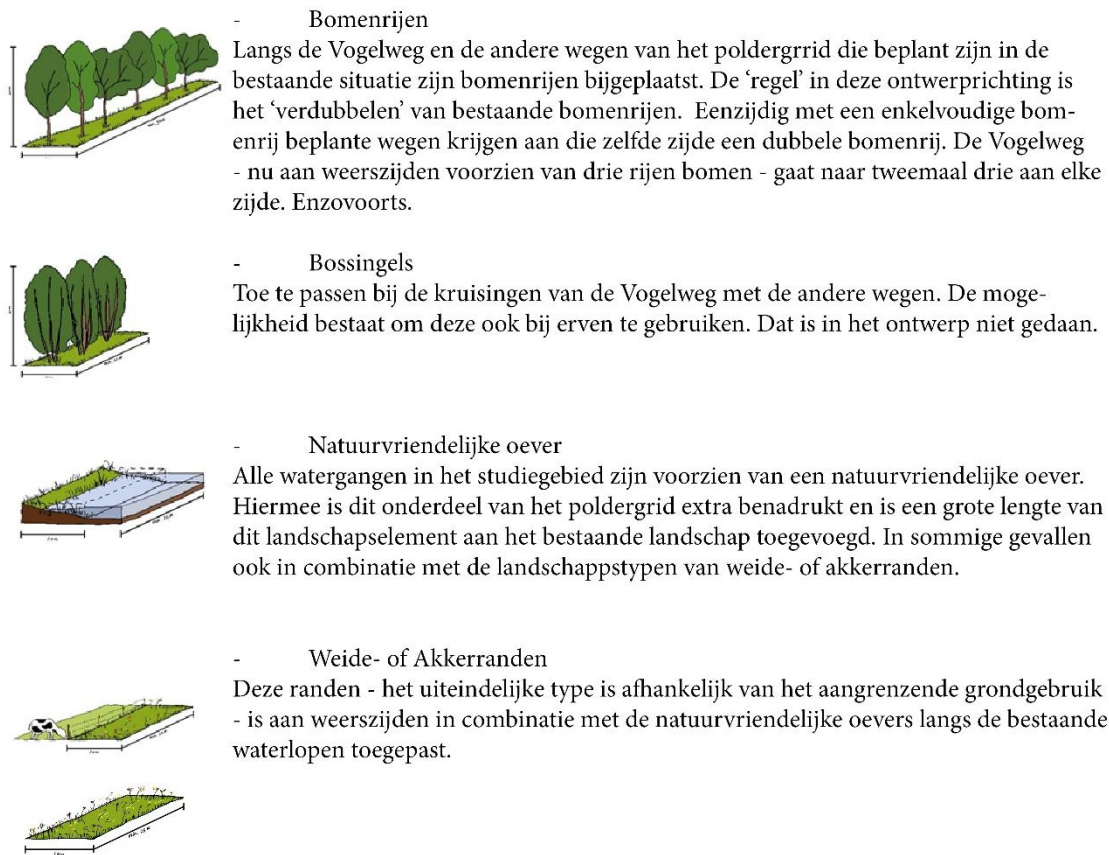 - Bomenrijen
Langs de Vogelweg en de andere wegen van het poldergrrid die beplant zijn in de
bestaande situatie zijn bomenrijen bijgeplaatst. De ‘regel’ in deze ontwerprichting is
het ‘verdubbelen’ van bestaande bomenrijen. Eenzijdig met een enkelvoudige bom-
enrij beplante wegen krijgen aan die zelfde zijde een dubbele bomenrij. De Vogelweg
- nu aan weerszijden voorzien van drie rijen bomen - gaat naar tweemaal drie aan elke
zijde. Enzovoorts.
- Bossingels
Toe te passen bij de kruisingen van de Vogelweg met de andere wegen. De moge-
lijkheid bestaat om deze ook bij erven te gebruiken. Dat is in het ontwerp niet gedaan.
- Natuurvriendelijke oever
Alle watergangen in het studiegebied zijn voorzien van een natuurvriendelijke oever.
Hiermee is dit onderdeel van het poldergrid extra benadrukt en is een grote lengte van
dit landschapselement aan het bestaande landschap toegevoegd. In sommige gevallen
ook in combinatie met de landschappstypen van weide- of akkerranden.
- Weide- of Akkerranden
Deze randen - het uiteindelijke type is afhankelijk van het aangrenzende grondgebruik
- is aan weerszijden in combinatie met de natuurvriendelijke oevers langs de bestaande
waterlopen toegepast.